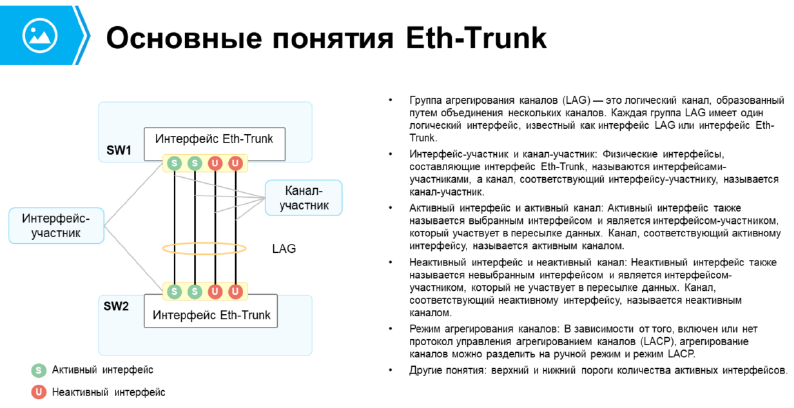 Основные понятия Eth-Trunk
SW1
Интерфейс Eth-Trunk
S S U U
Канал-
участник
Интерфейс-
участник
LAG
S S U U
SW2
Интерфейс Eth-Trunk
S Активный интерфейс
U Неактивный интерфейс
• Группа агрегирования каналов (LAG) — это логический канал, образованный
путем объединения нескольких каналов. Каждая группа LAG имеет один
логический интерфейс, известный как интерфейс LAG или интерфейс Eth-
Trunk.
• Интерфейс-участник и канал-участник: Физические интерфейсы,
составляющие интерфейс Eth-Trunk, называются интерфейсами-
участниками, а канал, соответствующий интерфейсу-участнику, называется
канал-участник.
• Активный интерфейс и активный канал: Активный интерфейс также
называется выбранным интерфейсом и является интерфейсом-участником,
который участвует в пересылке данных. Канал, соответствующий активному
интерфейсу, называется активным каналом.
• Неактивный интерфейс и неактивный канал: Неактивный интерфейс также
называется невыбранным интерфейсом и является интерфейсом-
участником, который не участвует в пересылке данных. Канал,
соответствующий неактивному интерфейсу, называется неактивным
каналом.
• Режим агрегирования каналов: В зависимости от того, включен или нет
протокол управления агрегированием каналов (LACP), агрегирование
каналов можно разделить на ручной режим и режим LACP.
• Другие понятия: верхний и нижний пороги количества активных интерфейсов.